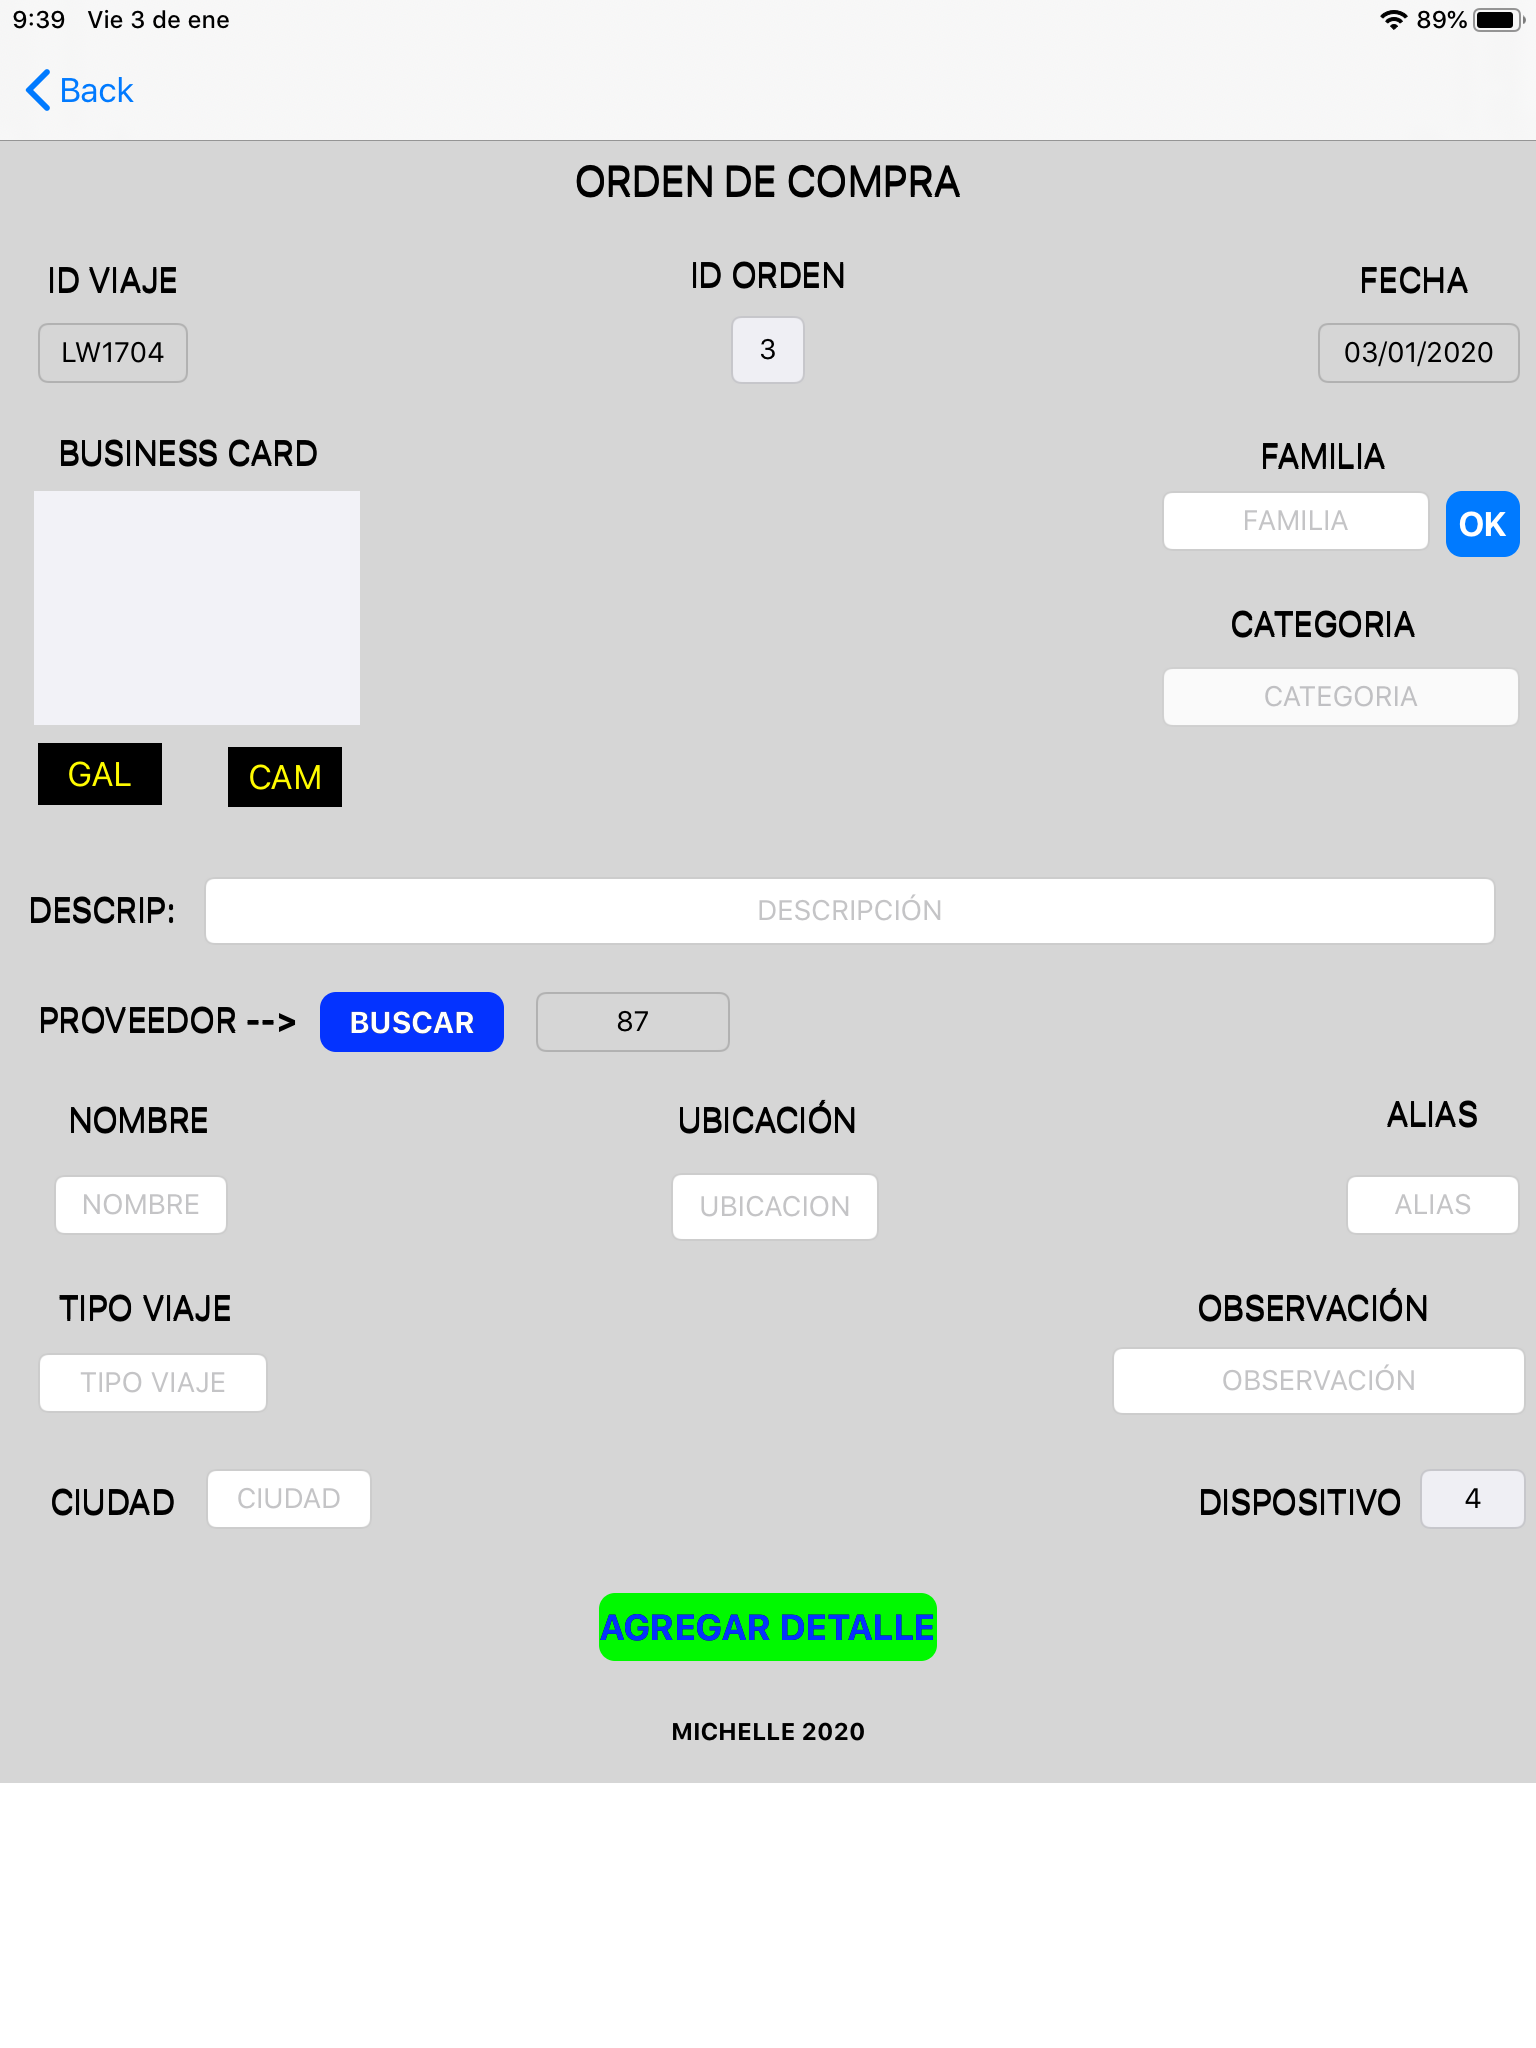 9:39 Vie 3 de ene 89%
Back
ORDEN DE COMPRA
ID VIAJE ID ORDEN FECHA
LW1704 3 03/01/2020
BUSINESS CARD FAMILIA
FAMILIA OK
CATEGORIA
CATEGORIA
GAL CAM
DESCRIP: DESCRIPCIÓN
PROVEEDOR --> BUSCAR 87
NOMBRE UBICACIÓN ALIAS
NOMBRE UBICACION ALIAS
TIPO VIAJE OBSERVACIÓN
TIPO VIAJE OBSERVACIÓN
CIUDAD CIUDAD DISPOSITIVO 4
AGREGAR DETALLE
MICHELLE 2020